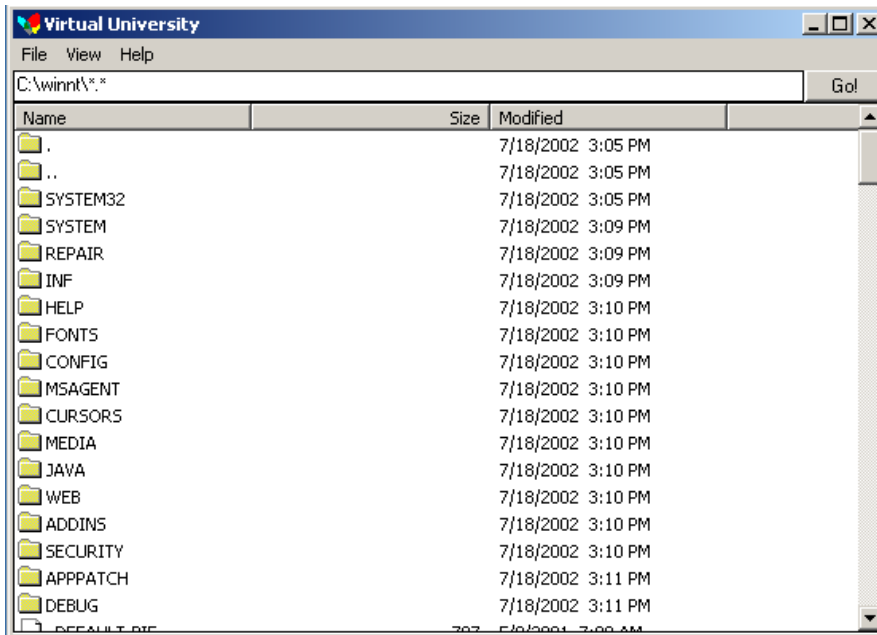 Virtual University
File View Help
C:\winnt\*.* Go!
Name Size Modified
. 7/18/2002 3:05 PM
.. 7/18/2002 3:05 PM
SYSTEM32 7/18/2002 3:05 PM
SYSTEM 7/18/2002 3:09 PM
REPAIR 7/18/2002 3:09 PM
INF 7/18/2002 3:09 PM
HELP 7/18/2002 3:10 PM
FONTS 7/18/2002 3:10 PM
CONFIG 7/18/2002 3:10 PM
MSAGENT 7/18/2002 3:10 PM
CURSORS 7/18/2002 3:10 PM
MEDIA 7/18/2002 3:10 PM
JAVA 7/18/2002 3:10 PM
WEB 7/18/2002 3:10 PM
ADDINS 7/18/2002 3:10 PM
SECURITY 7/18/2002 3:10 PM
APPPATCH 7/18/2002 3:11 PM
DEBUG 7/18/2002 3:11 PM